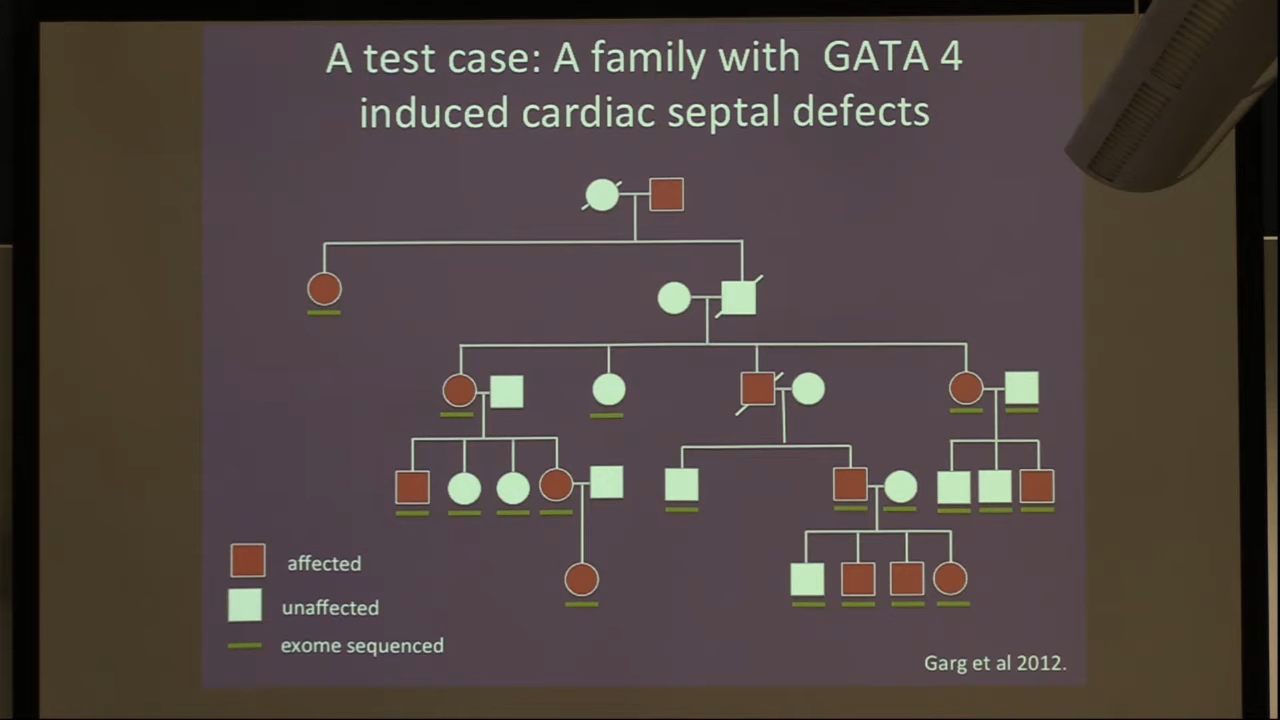 A test case: A family with GATA 4
induced cardiac septal defects
affected
unaffected
exome sequenced
Garg et al 2012.